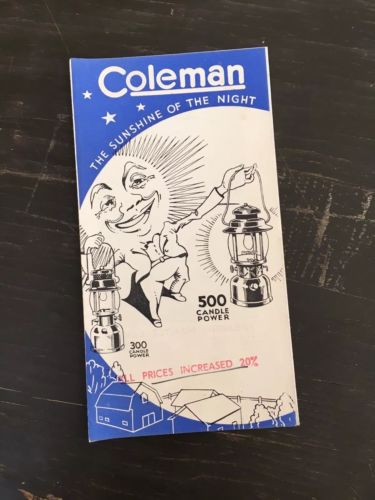 Coleman
THE SUNSHINE OF THE NIGHT
500
CANDLE
POWER
300
CANDLE
POWER
ALL PRICES INCREASED 20%